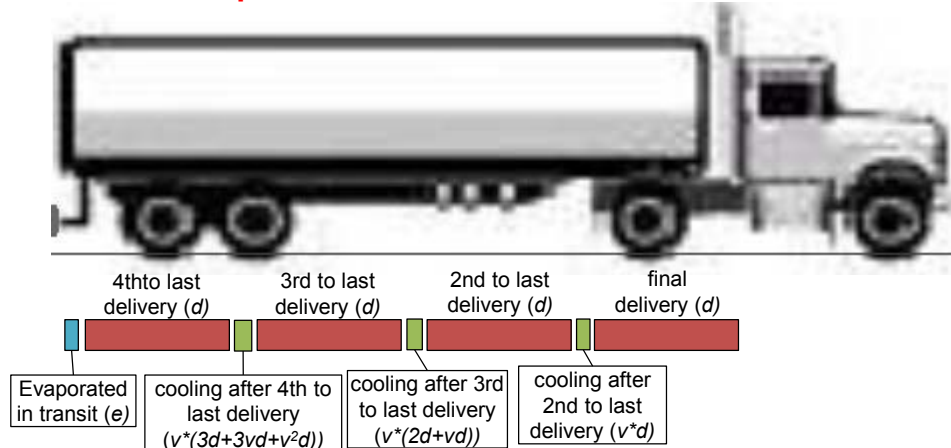 4thto last
delivery (d)
3rd to last
delivery (d)
2nd to last
delivery (d)
final
delivery (d)
Evaporated
in transit (e)
cooling after 4th to
last delivery
(v*(3d+3vd+v²d))
cooling after 3rd
to last delivery
(v*(2d+vd))
cooling after
2nd to last
delivery (v*d)